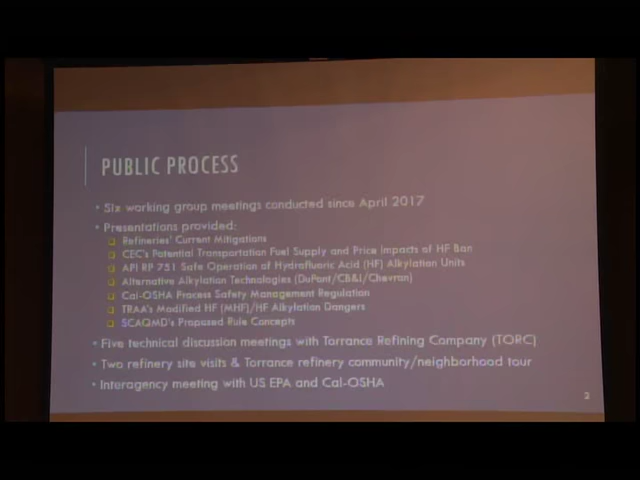 PUBLIC PROCESS
• Six working group meetings conducted since April 2017
• Presentations provided:
❑ Refineries' Current Mitigations
❑ CEC's Potential Transportation Fuel Supply and Price Impacts of HF Ban
❑ API RP 751 Safe Operation of Hydrofluoric Acid (HF) Alkylation Units
❑ Alternative Alkylation Technologies (DuPont/CB&I/Chevron)
❑ Cal-OSHA Process Safety Management Regulation
❑ TRAA's Modified HF (MHF)/HF Alkylation Dangers
❑ SCAQMD's Proposed Rule Concepts
• Five technical discussion meetings with Torrance Refining Company (TORC)
• Two refinery site visits & Torrance refinery community/neighborhood tour
• Interagency meeting with US EPA and Cal-OSHA
2